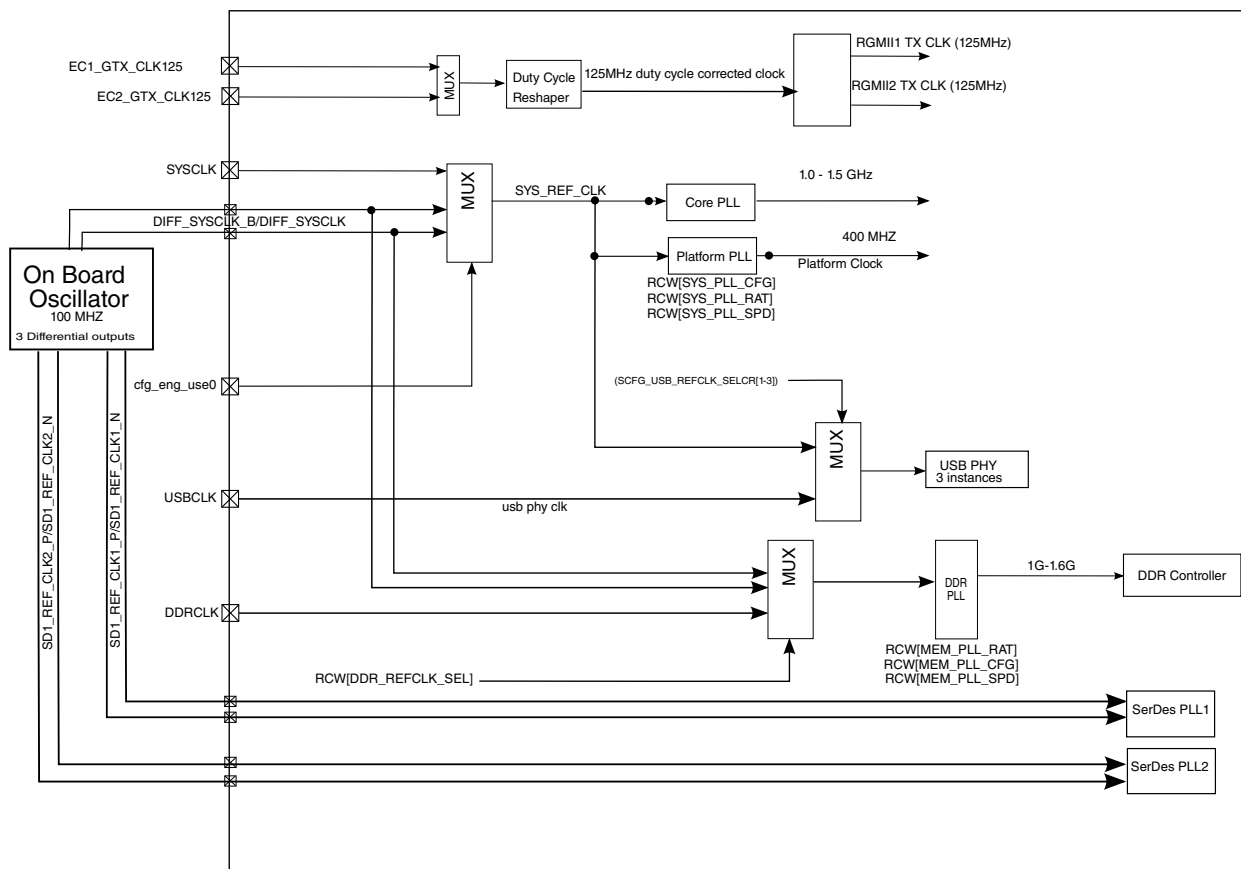 EC1_GTX_CLK125
EC2_GTX_CLK125
MUX
Duty Cycle
Reshaper
125MHz duty cycle corrected clock
RGMII1 TX CLK (125MHz)
RGMII2 TX CLK (125MHz)
SYSCLK
DIFF_SYSCLK_B/DIFF_SYSCLK
MUX
SYS_REF_CLK
Core PLL
1.0 - 1.5 GHz
Platform PLL
400 MHZ
Platform Clock
RCW[SYS_PLL_CFG]
RCW[SYS_PLL_RAT]
RCW[SYS_PLL_SPD]
On Board
Oscillator
100 MHZ
3 Differential outputs
cfg_eng_use0
(SCFG_USB_REFCLK_SELCR[1-3])
MUX
USB PHY
3 instances
USBCLK
usb phy clk
SD1_REF_CLK2_P/SD1_REF_CLK2_N
SD1_REF_CLK1_P/SD1_REF_CLK1_N
MUX
DDR
PLL
1G-1.6G
DDR Controller
DDRCLK
RCW[MEM_PLL_RAT]
RCW[MEM_PLL_CFG]
RCW[MEM_PLL_SPD]
RCW[DDR_REFCLK_SEL]
SerDes PLL1
SerDes PLL2